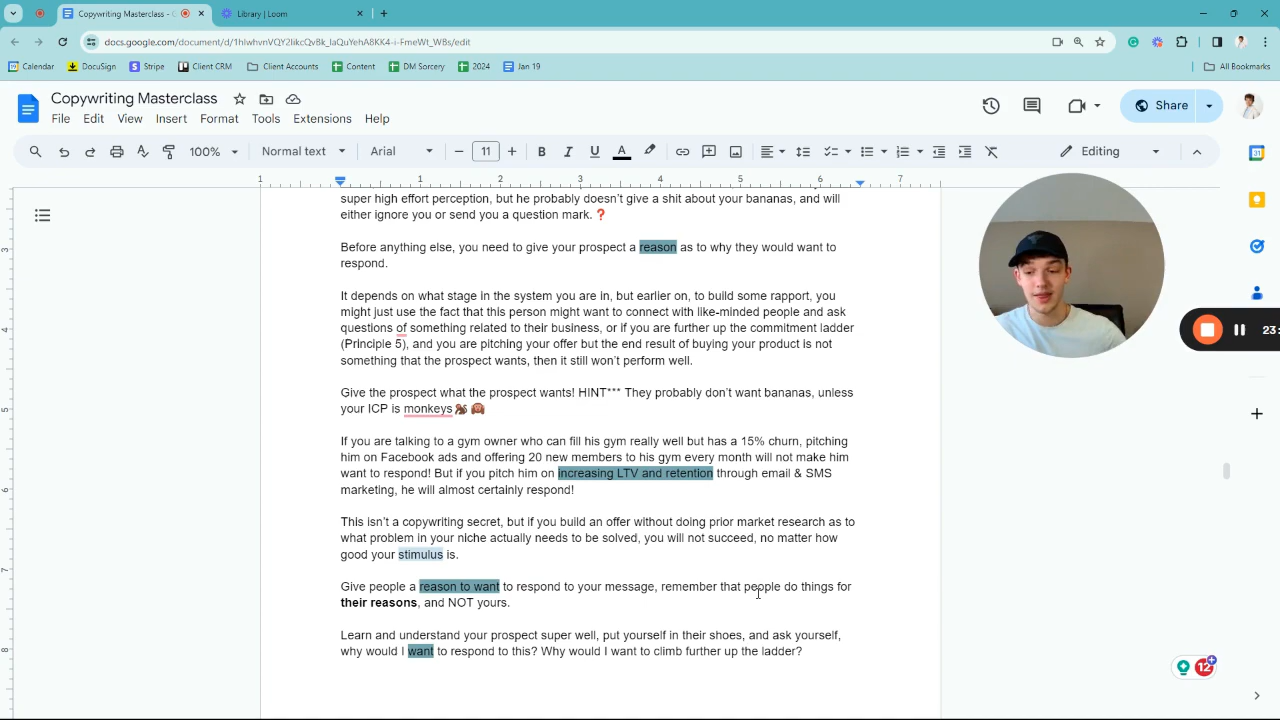 Copywriting Masterclass - G
Library | Loom
docs.google.com/document/d/1hIwhvnVQY2IikcQvBk_IaQuYehA8KK4-i-FmeWt_W8s/edit
Calendar DocuSign Stripe Client CRM Client Accounts Content DM Sorcery 2024 Jan 19 All Bookmarks
Copywriting Masterclass
File Edit View Insert Format Tools Extensions Help
Share
100% Normal text Arial 11 Editing
1 1 2 3 4 5 6 7
super high effort perception, but he probably doesn't give a shit about your bananas, and will
either ignore you or send you a question mark. ❓
Before anything else, you need to give your prospect a reason as to why they would want to
respond.
It depends on what stage in the system you are in, but earlier on, to build some rapport, you
might just use the fact that this person might want to connect with like-minded people and ask
questions of something related to their business, or if you are further up the commitment ladder
(Principle 5), and you are pitching your offer but the end result of buying your product is not
something that the prospect wants, then it still won't perform well.
Give the prospect what the prospect wants! HINT*** They probably don't want bananas, unless
your ICP is monkeys🐒🙉
If you are talking to a gym owner who can fill his gym really well but has a 15% churn, pitching
him on Facebook ads and offering 20 new members to his gym every month will not make him
want to respond! But if you pitch him on increasing LTV and retention through email & SMS
marketing, he will almost certainly respond!
This isn't a copywriting secret, but if you build an offer without doing prior market research as to
what problem in your niche actually needs to be solved, you will not succeed, no matter how
good your stimulus is.
Give people a reason to want to respond to your message, remember that people do things for
their reasons, and NOT yours.
Learn and understand your prospect super well, put yourself in their shoes, and ask yourself,
why would I want to respond to this? Why would I want to climb further up the ladder?
3
4
5
6
7
8
23:
12